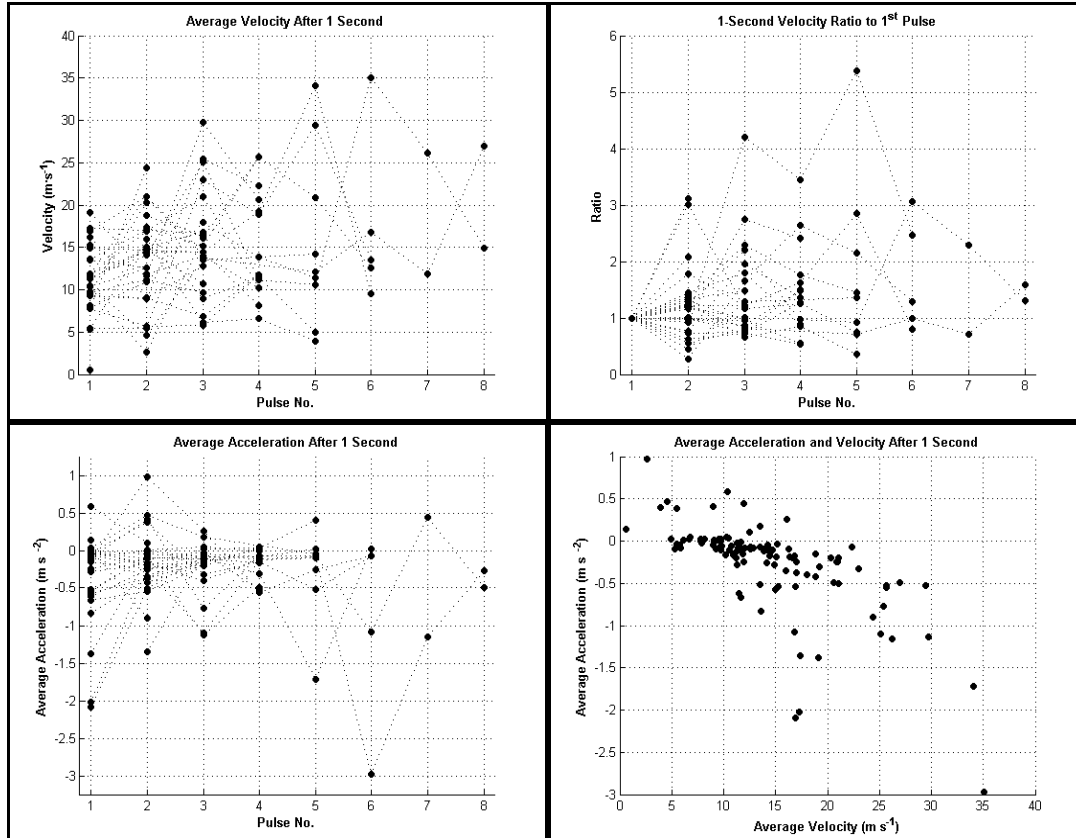 Average Velocity After 1 Second
40
35
30
25
20
15
10
5
0
Velocity (m·s⁻¹)
1 2 3 4 5 6 7 8
Pulse No.
1-Second Velocity Ratio to 1ˢᵗ Pulse
6
5
4
3
2
1
0
Ratio
1 2 3 4 5 6 7 8
Pulse No.
Average Acceleration After 1 Second
1
0.5
0
-0.5
-1
-1.5
-2
-2.5
-3
Average Acceleration (m s ⁻²)
1 2 3 4 5 6 7 8
Pulse No.
Average Acceleration and Velocity After 1 Second
1
0.5
0
-0.5
-1
-1.5
-2
-2.5
-3
Average Acceleration (m s⁻²)
0 5 10 15 20 25 30 35 40
Average Velocity (m s⁻¹)